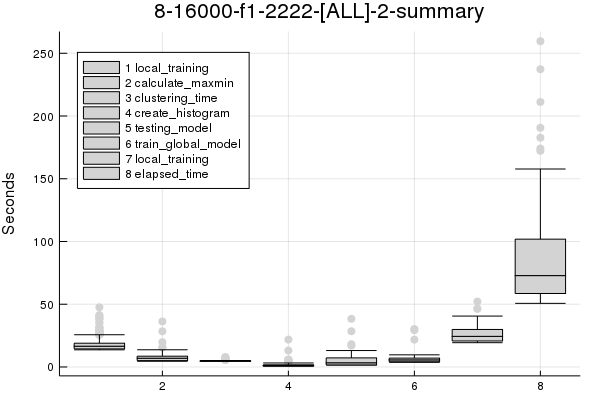 8-16000-f1-2222-[ALL]-2-summary
250
200
150
100
50
0
Seconds
1 local_training
2 calculate_maxmin
3 clustering_time
4 create_histogram
5 testing_model
6 train_global_model
7 local_training
8 elapsed_time
2 4 6 8